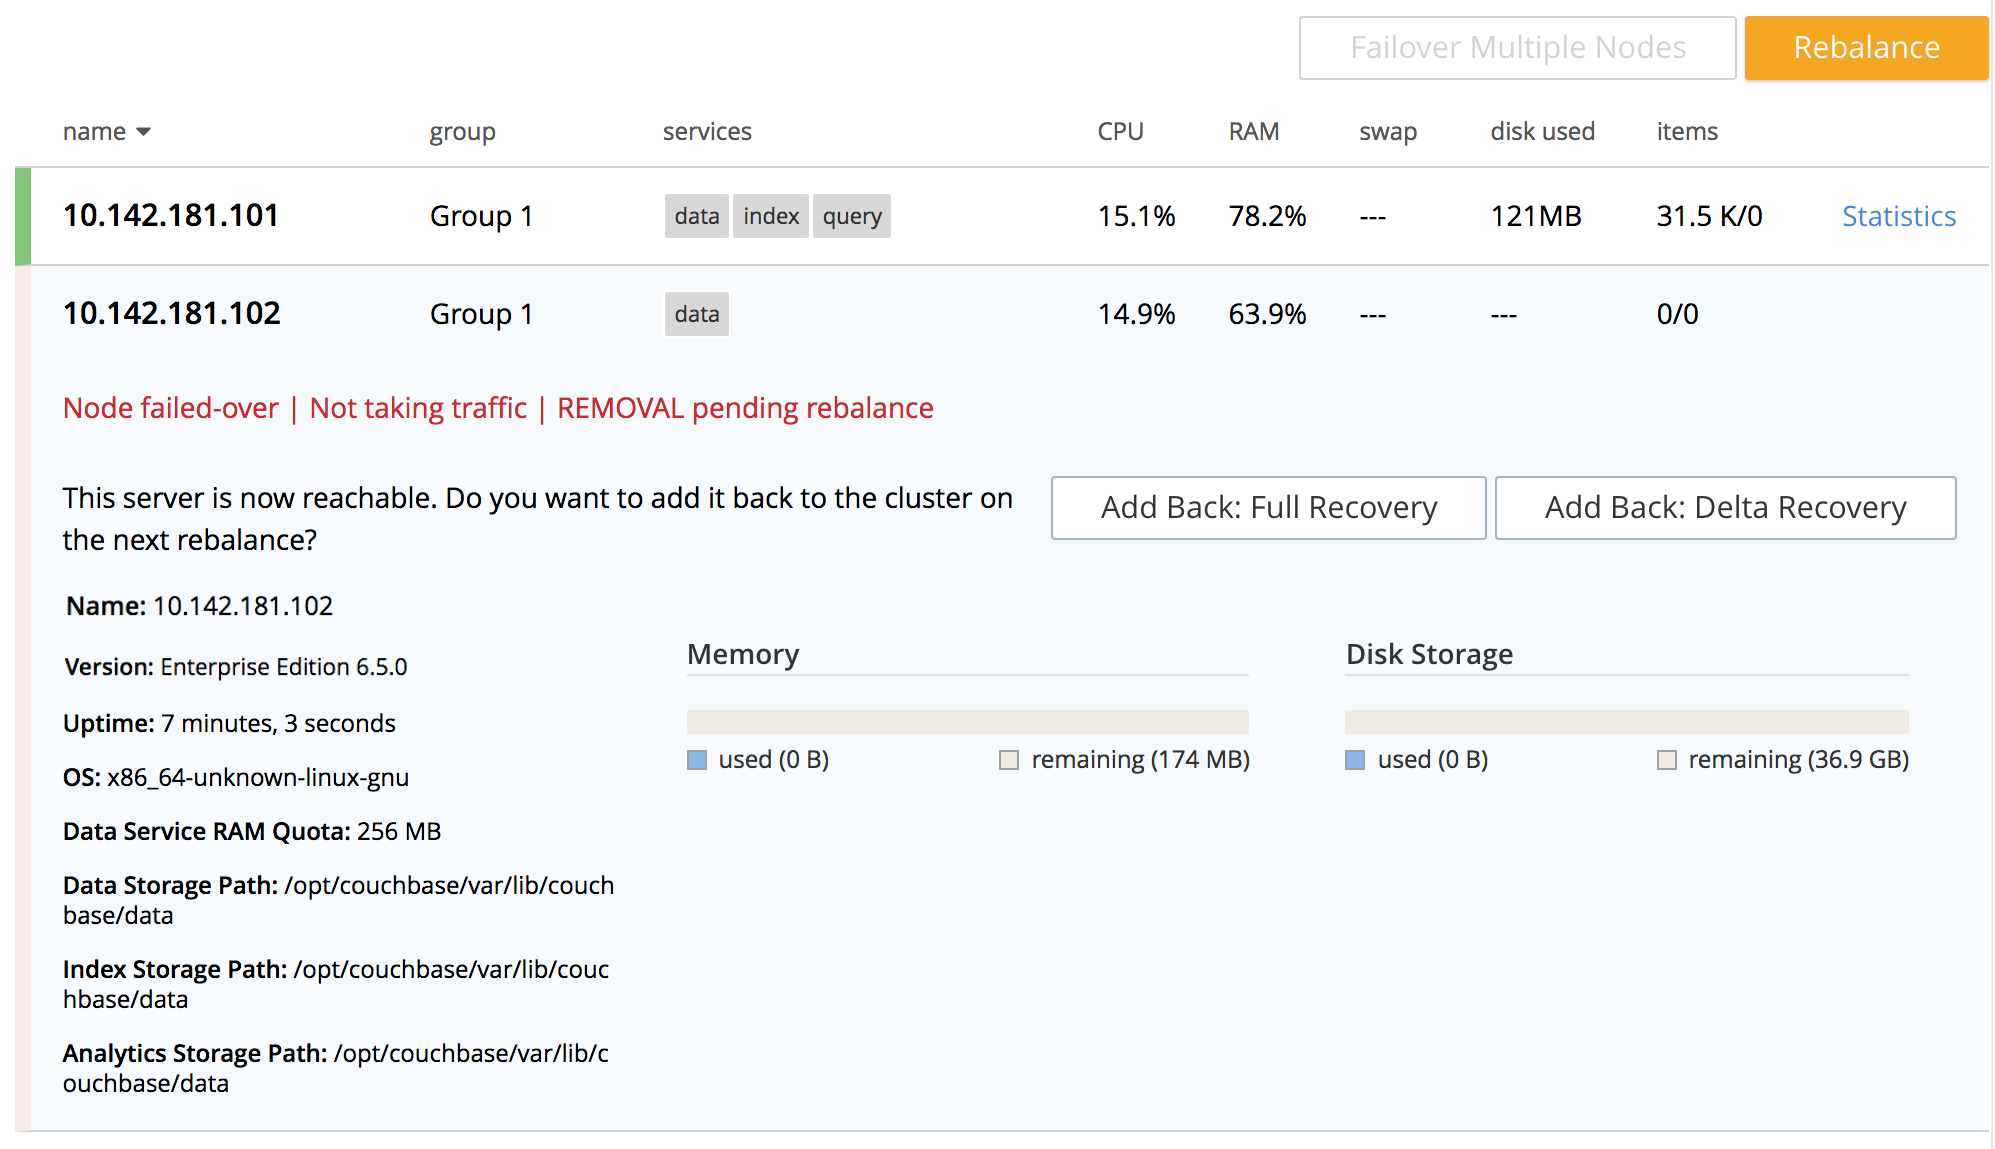 Failover Multiple Nodes Rebalance
name group services CPU RAM swap disk used items
10.142.181.101 Group 1 data index query 15.1% 78.2% --- 121MB 31.5 K/0 Statistics
10.142.181.102 Group 1 data 14.9% 63.9% --- --- 0/0
Node failed-over | Not taking traffic | REMOVAL pending rebalance
This server is now reachable. Do you want to add it back to the cluster on
the next rebalance?
Add Back: Full Recovery Add Back: Delta Recovery
Name: 10.142.181.102
Version: Enterprise Edition 6.5.0
Uptime: 7 minutes, 3 seconds
OS: x86_64-unknown-linux-gnu
Data Service RAM Quota: 256 MB
Data Storage Path: /opt/couchbase/var/lib/couch
base/data
Index Storage Path: /opt/couchbase/var/lib/couc
hbase/data
Analytics Storage Path: /opt/couchbase/var/lib/c
ouchbase/data
Memory
used (0 B) remaining (174 MB)
Disk Storage
used (0 B) remaining (36.9 GB)